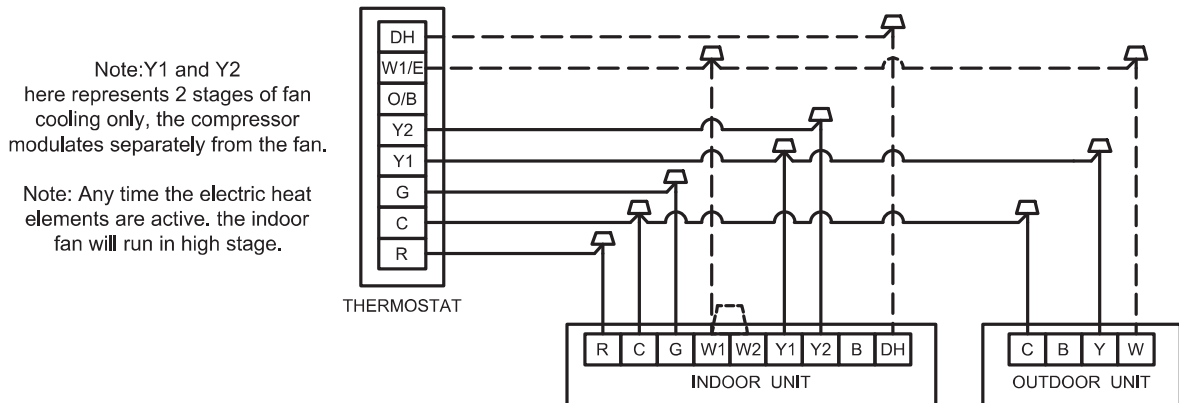 Note:Y1 and Y2
here represents 2 stages of fan
cooling only, the compressor
modulates separately from the fan.
Note: Any time the electric heat
elements are active. the indoor
fan will run in high stage.
DH
W1/E
O/B
Y2
Y1
G
C
R
THERMOSTAT
R C G W1 W2 Y1 Y2 B DH
INDOOR UNIT
C B Y W
OUTDOOR UNIT